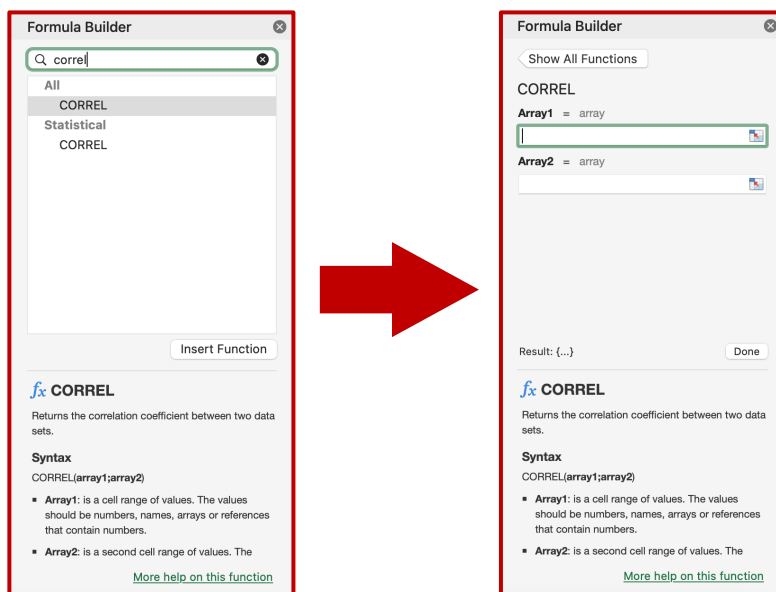 Formula Builder
correl
All
CORREL
Statistical
CORREL
Insert Function
fx CORREL
Returns the correlation coefficient between two data
sets.
Syntax
CORREL(array1;array2)
▪ Array1: is a cell range of values. The values
should be numbers, names, arrays or references
that contain numbers.
▪ Array2: is a second cell range of values. The
More help on this function
Formula Builder
Show All Functions
CORREL
Array1 = array
Array2 = array
Result: {...}
Done
fx CORREL
Returns the correlation coefficient between two data
sets.
Syntax
CORREL(array1;array2)
▪ Array1: is a cell range of values. The values
should be numbers, names, arrays or references
that contain numbers.
▪ Array2: is a second cell range of values. The
More help on this function